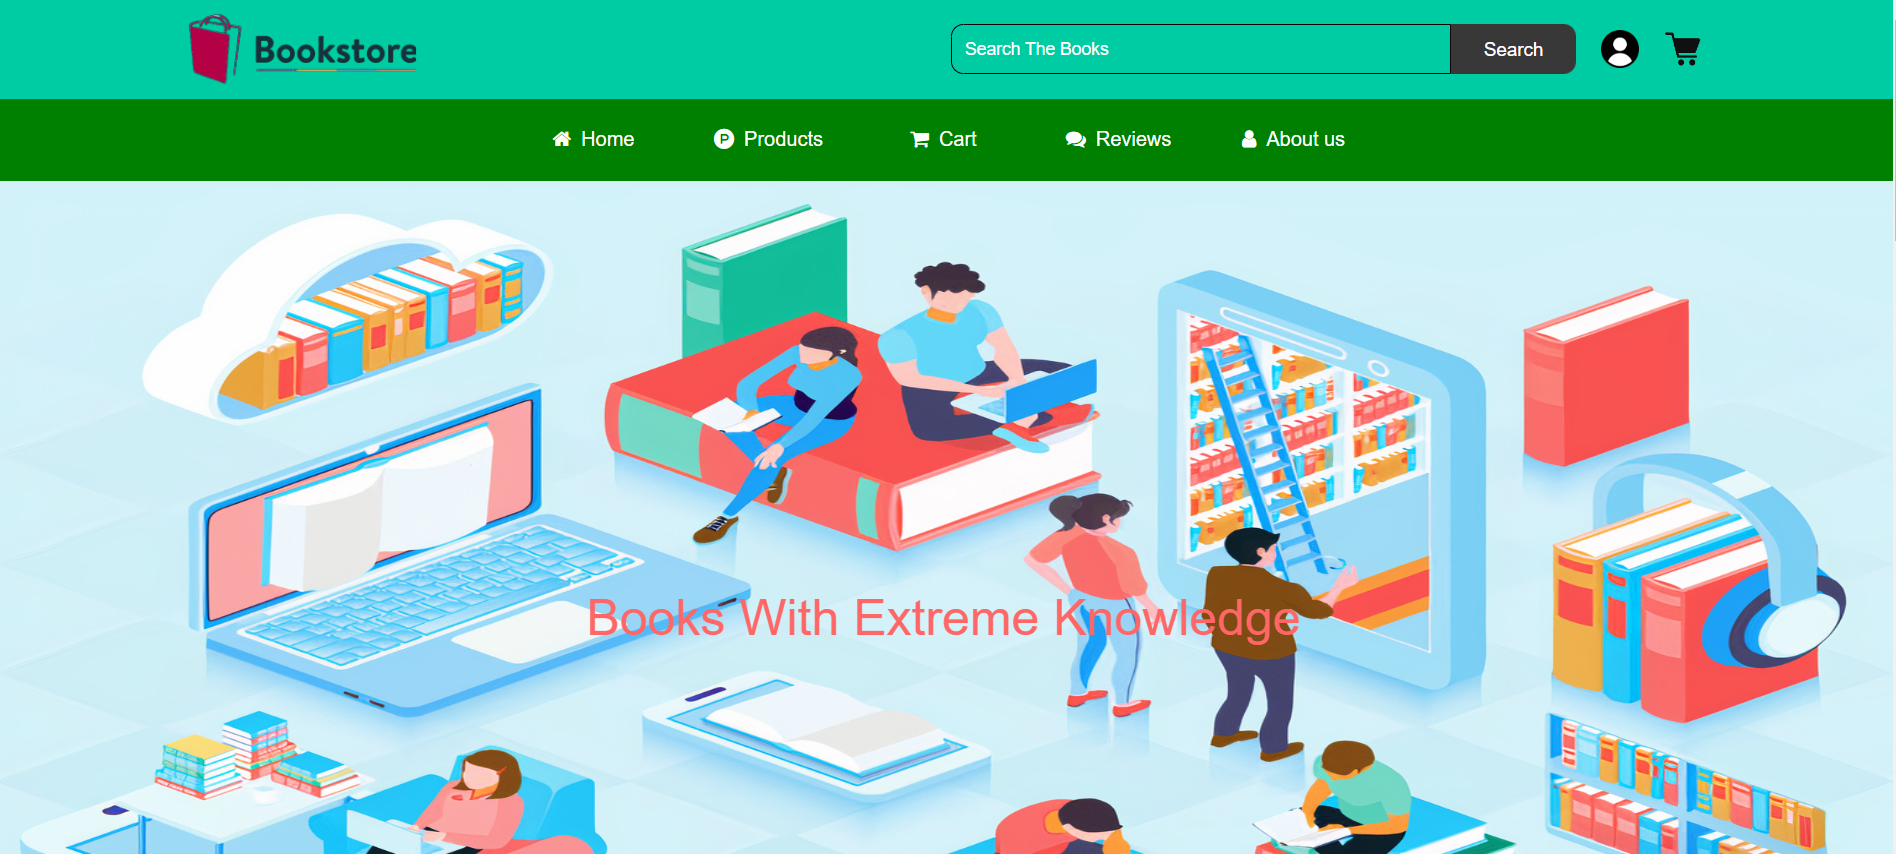 Bookstore
Search The Books
Search
Home
P Products
Cart
Reviews
About us
Books With Extreme Knowledge